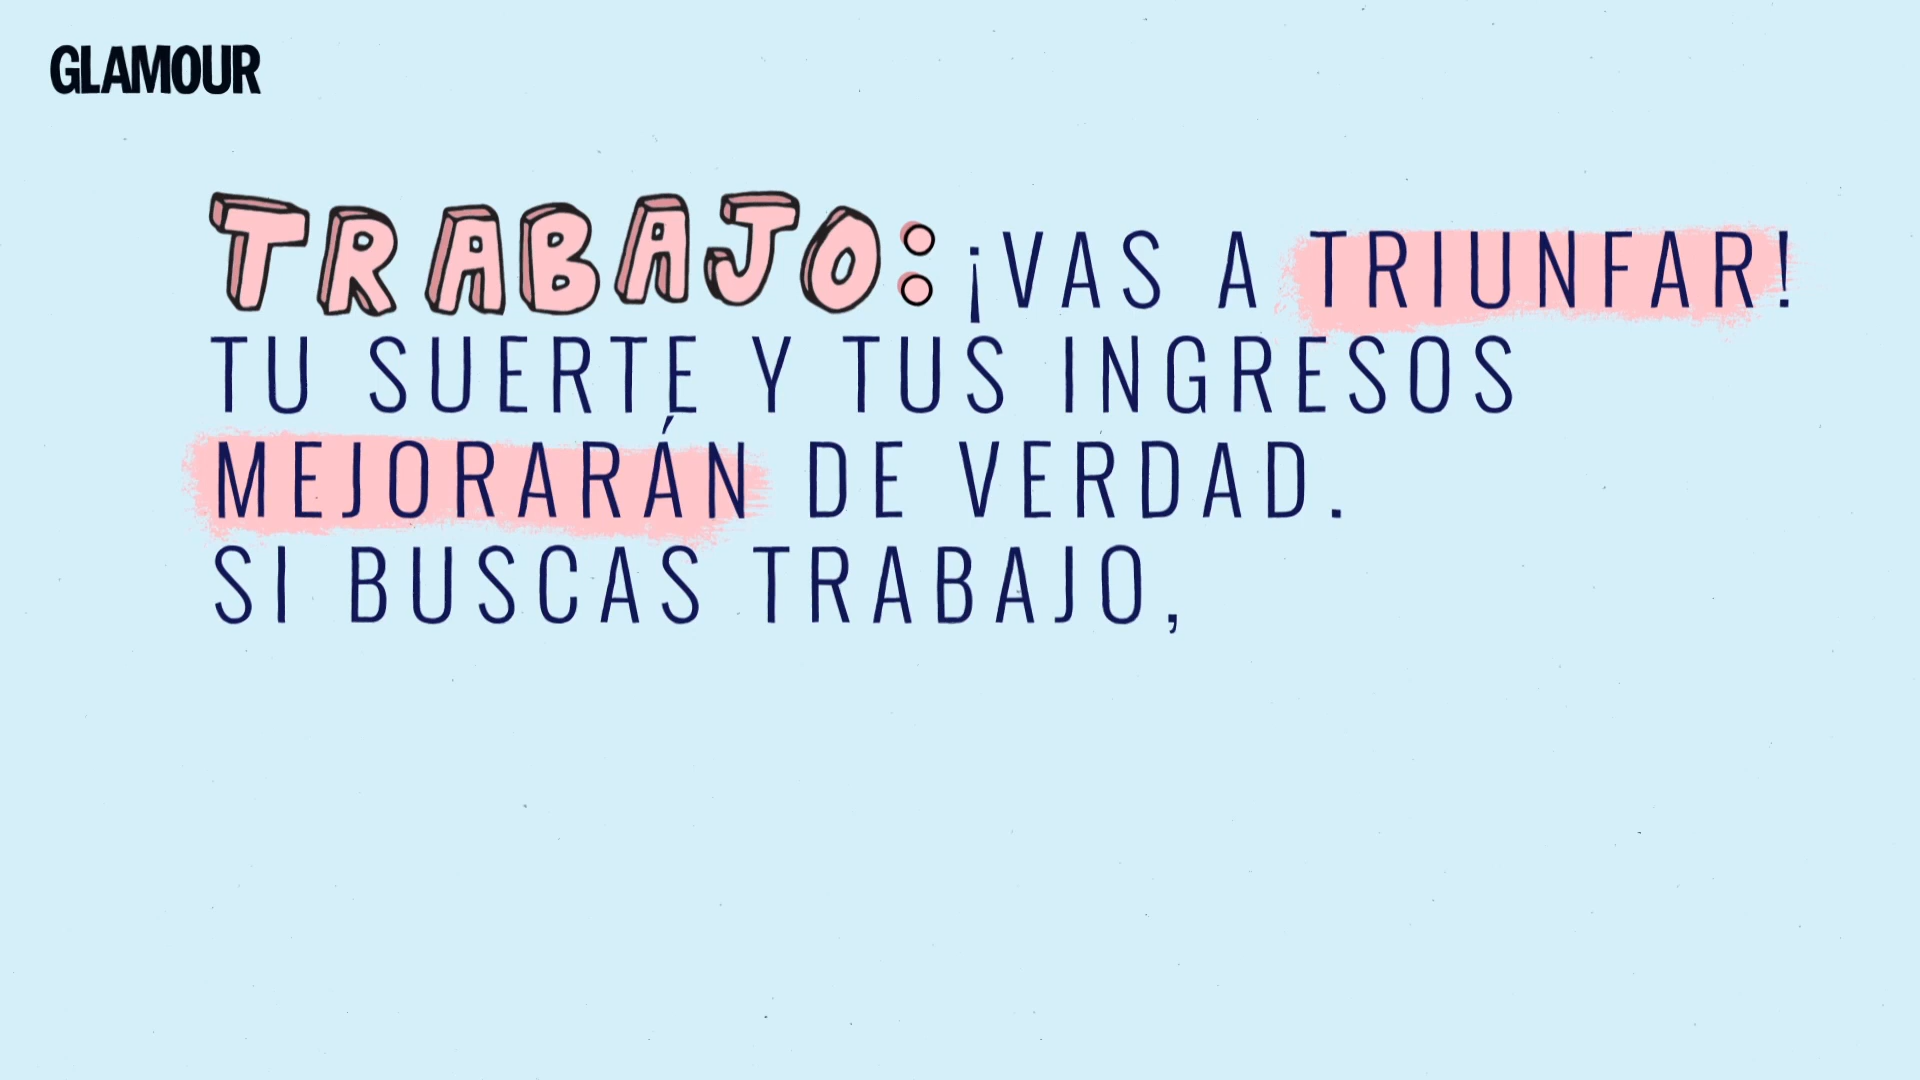 GLAMOUR
TRABAJO: ¡VAS A TRIUNFAR!
TU SUERTE Y TUS INGRESOS
MEJORARÁN DE VERDAD.
SI BUSCAS TRABAJO,